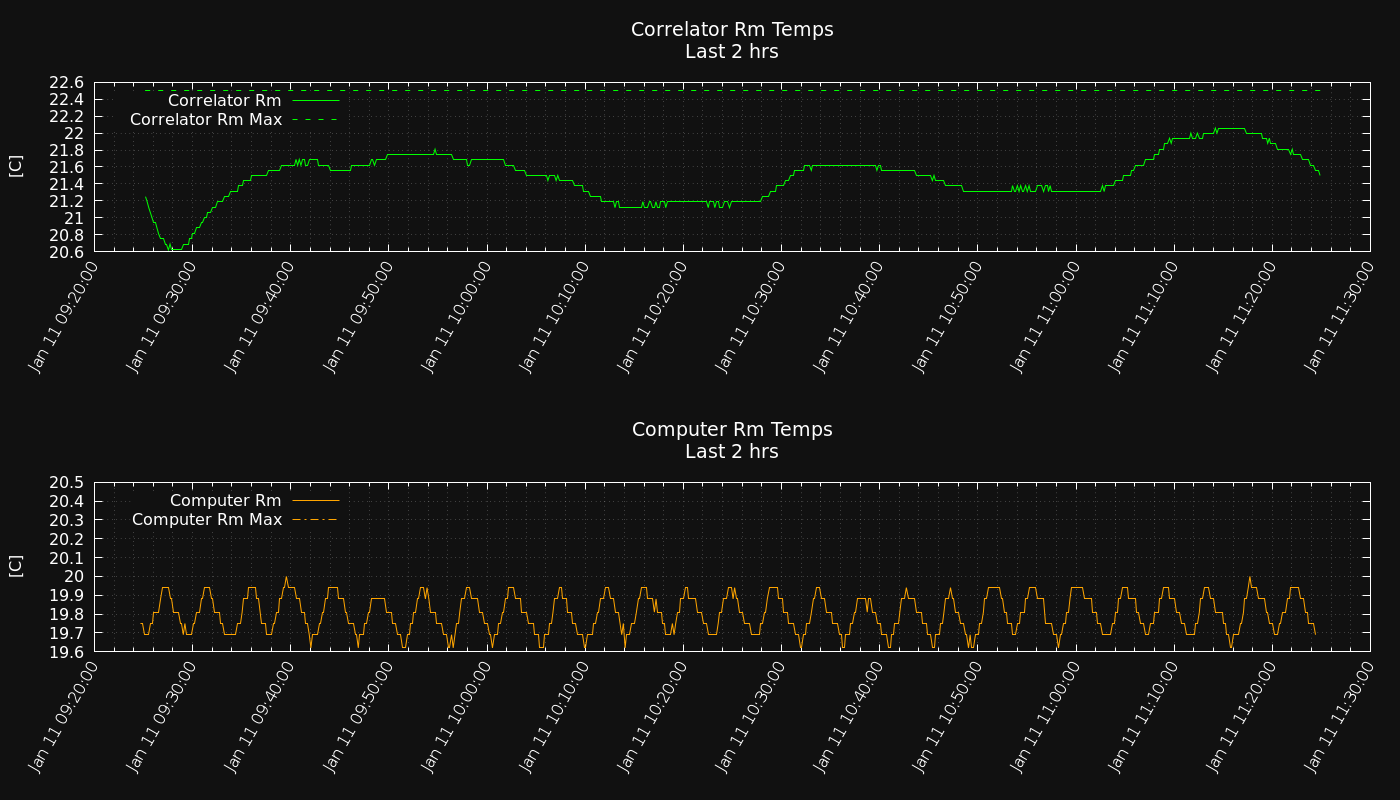 Correlator Rm Temps
Last 2 hrs
22.6
22.4
22.2
22
21.8
21.6
21.4
21.2
21
20.8
20.6
[C]
Correlator Rm
Correlator Rm Max
Jan 11 09:20:00
Jan 11 09:30:00
Jan 11 09:40:00
Jan 11 09:50:00
Jan 11 10:00:00
Jan 11 10:10:00
Jan 11 10:20:00
Jan 11 10:30:00
Jan 11 10:40:00
Jan 11 10:50:00
Jan 11 11:00:00
Jan 11 11:10:00
Jan 11 11:20:00
Jan 11 11:30:00
Computer Rm Temps
Last 2 hrs
20.5
20.4
20.3
20.2
20.1
20
19.9
19.8
19.7
19.6
[C]
Computer Rm
Computer Rm Max
Jan 11 09:20:00
Jan 11 09:30:00
Jan 11 09:40:00
Jan 11 09:50:00
Jan 11 10:00:00
Jan 11 10:10:00
Jan 11 10:20:00
Jan 11 10:30:00
Jan 11 10:40:00
Jan 11 10:50:00
Jan 11 11:00:00
Jan 11 11:10:00
Jan 11 11:20:00
Jan 11 11:30:00